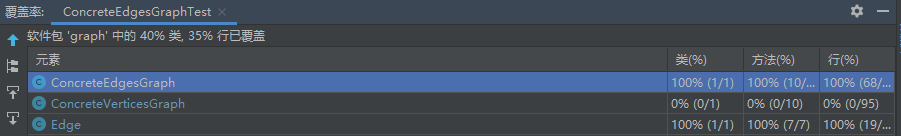 覆盖率: ConcreteEdgesGraphTest ×
软件包 'graph' 中的 40% 类, 35% 行已覆盖
元素 类(%) 方法(%) 行(%)
ConcreteEdgesGraph 100% (1/1) 100% (10/... 100% (68/...
ConcreteVerticesGraph 0% (0/1) 0% (0/10) 0% (0/95)
Edge 100% (1/1) 100% (7/7) 100% (19/...